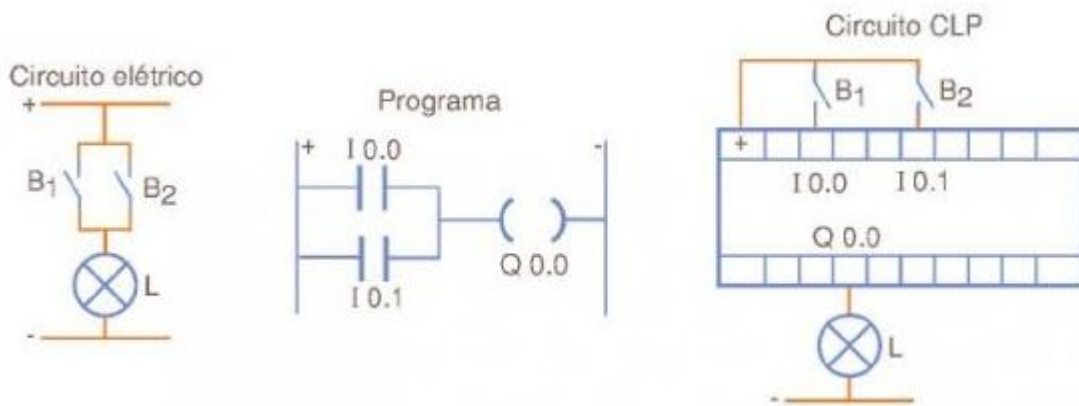 Circuito elétrico
+
B1
B2
L
-
Programa
+
-
I 0.0
I 0.1
Q 0.0
Circuito CLP
B1
B2
+
I 0.0
I 0.1
Q 0.0
L
-